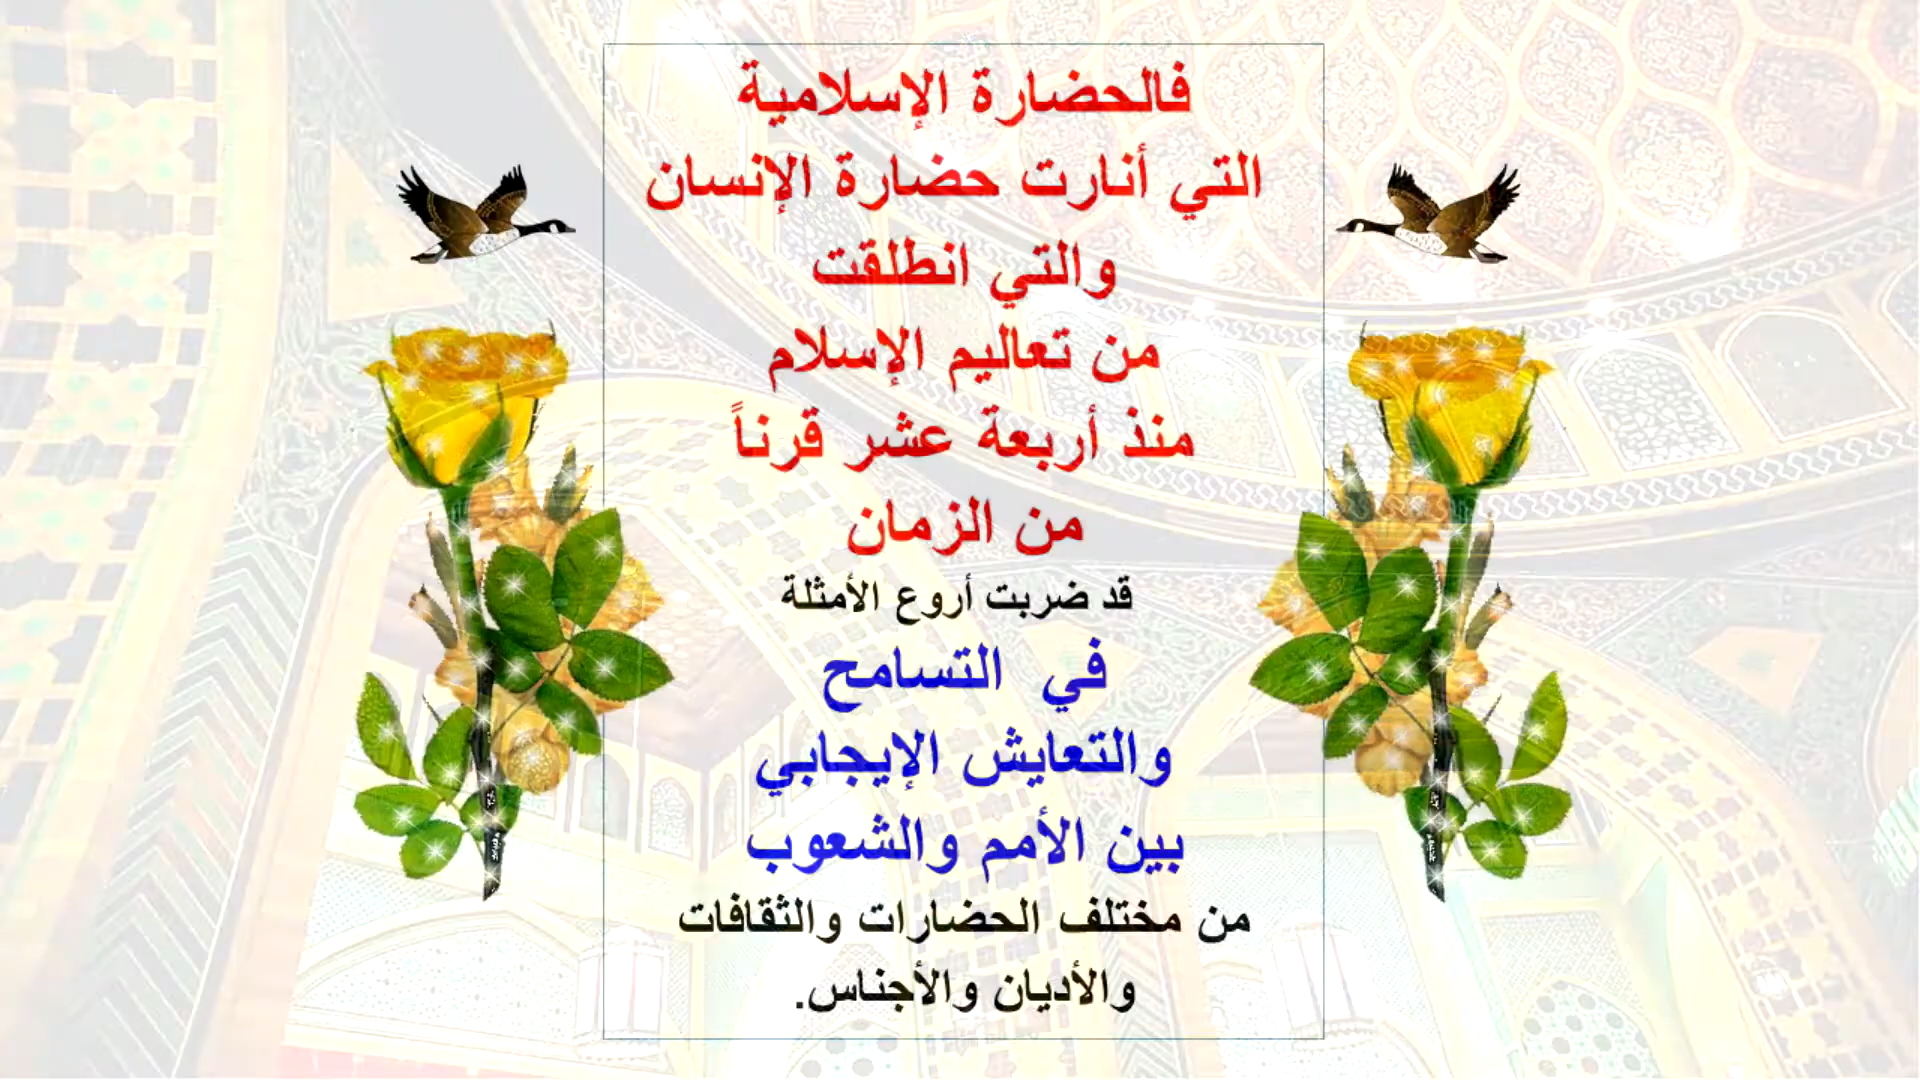 فالحضارة الإسلامية
التي أنارت حضارة الإنسان
والتي انطلقت
من تعاليم الإسلام
منذ أربعة عشر قرناً
من الزمان
قد ضربت أروع الأمثلة
في التسامح
والتعايش الإيجابي
بين الأمم والشعوب
من مختلف الحضارات والثقافات
والأديان والأجناس.